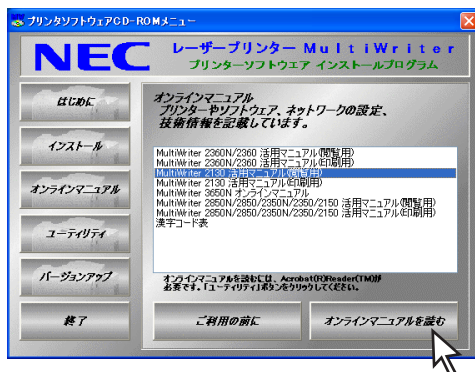 プリンタソフトウェアCD-ROMメニュー
NEC
レーザープリンター MultiWriter
プリンターソフトウエア インストールプログラム
はじめに
インストール
オンラインマニュアル
ユーティリティ
バージョンアップ
終了
オンラインマニュアル
プリンターやソフトウェア、ネットワークの設定、
技術情報を記載しています。
MultiWriter 2360N/2360 活用マニュアル(閲覧用)
MultiWriter 2360N/2360 活用マニュアル(印刷用)
MultiWriter 2130 活用マニュアル(閲覧用)
MultiWriter 2130 活用マニュアル(印刷用)
MultiWriter 3650N オンラインマニュアル
MultiWriter 2850N/2850/2350N/2350/2150 活用マニュアル(閲覧用)
MultiWriter 2850N/2850/2350N/2350/2150 活用マニュアル(印刷用)
漢字コード表
オンラインマニュアルを読むには、Acrobat(R)Reader(TM)が
必要です。「ユーティリティ」ボタンをクリックしてください。
ご利用の前に
オンラインマニュアルを読む